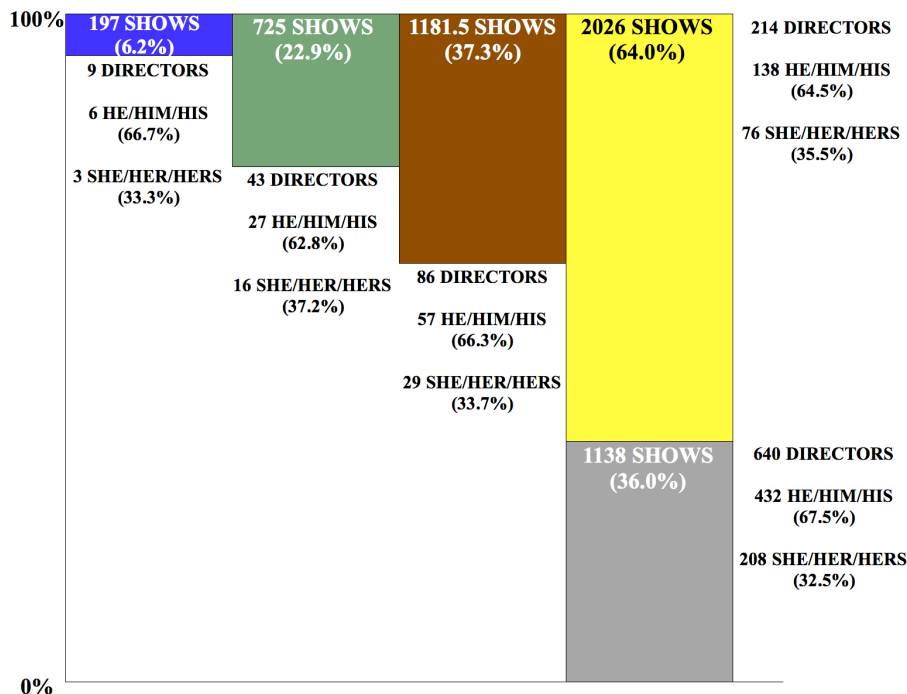 100%
197 SHOWS
(6.2%)
9 DIRECTORS
6 HE/HIM/HIS
(66.7%)
3 SHE/HER/HERS
(33.3%)
725 SHOWS
(22.9%)
43 DIRECTORS
27 HE/HIM/HIS
(62.8%)
16 SHE/HER/HERS
(37.2%)
1181.5 SHOWS
(37.3%)
86 DIRECTORS
57 HE/HIM/HIS
(66.3%)
29 SHE/HER/HERS
(33.7%)
2026 SHOWS
(64.0%)
214 DIRECTORS
138 HE/HIM/HIS
(64.5%)
76 SHE/HER/HERS
(35.5%)
1138 SHOWS
(36.0%)
640 DIRECTORS
432 HE/HIM/HIS
(67.5%)
208 SHE/HER/HERS
(32.5%)
0%